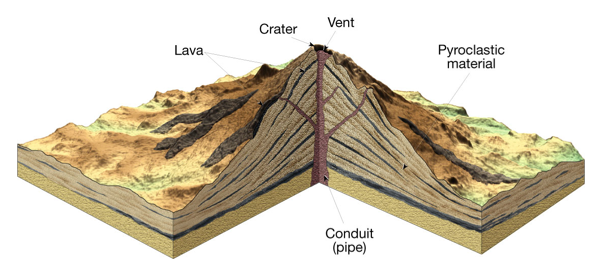 Crater
Vent
Lava
Pyroclastic
material
Conduit
(pipe)